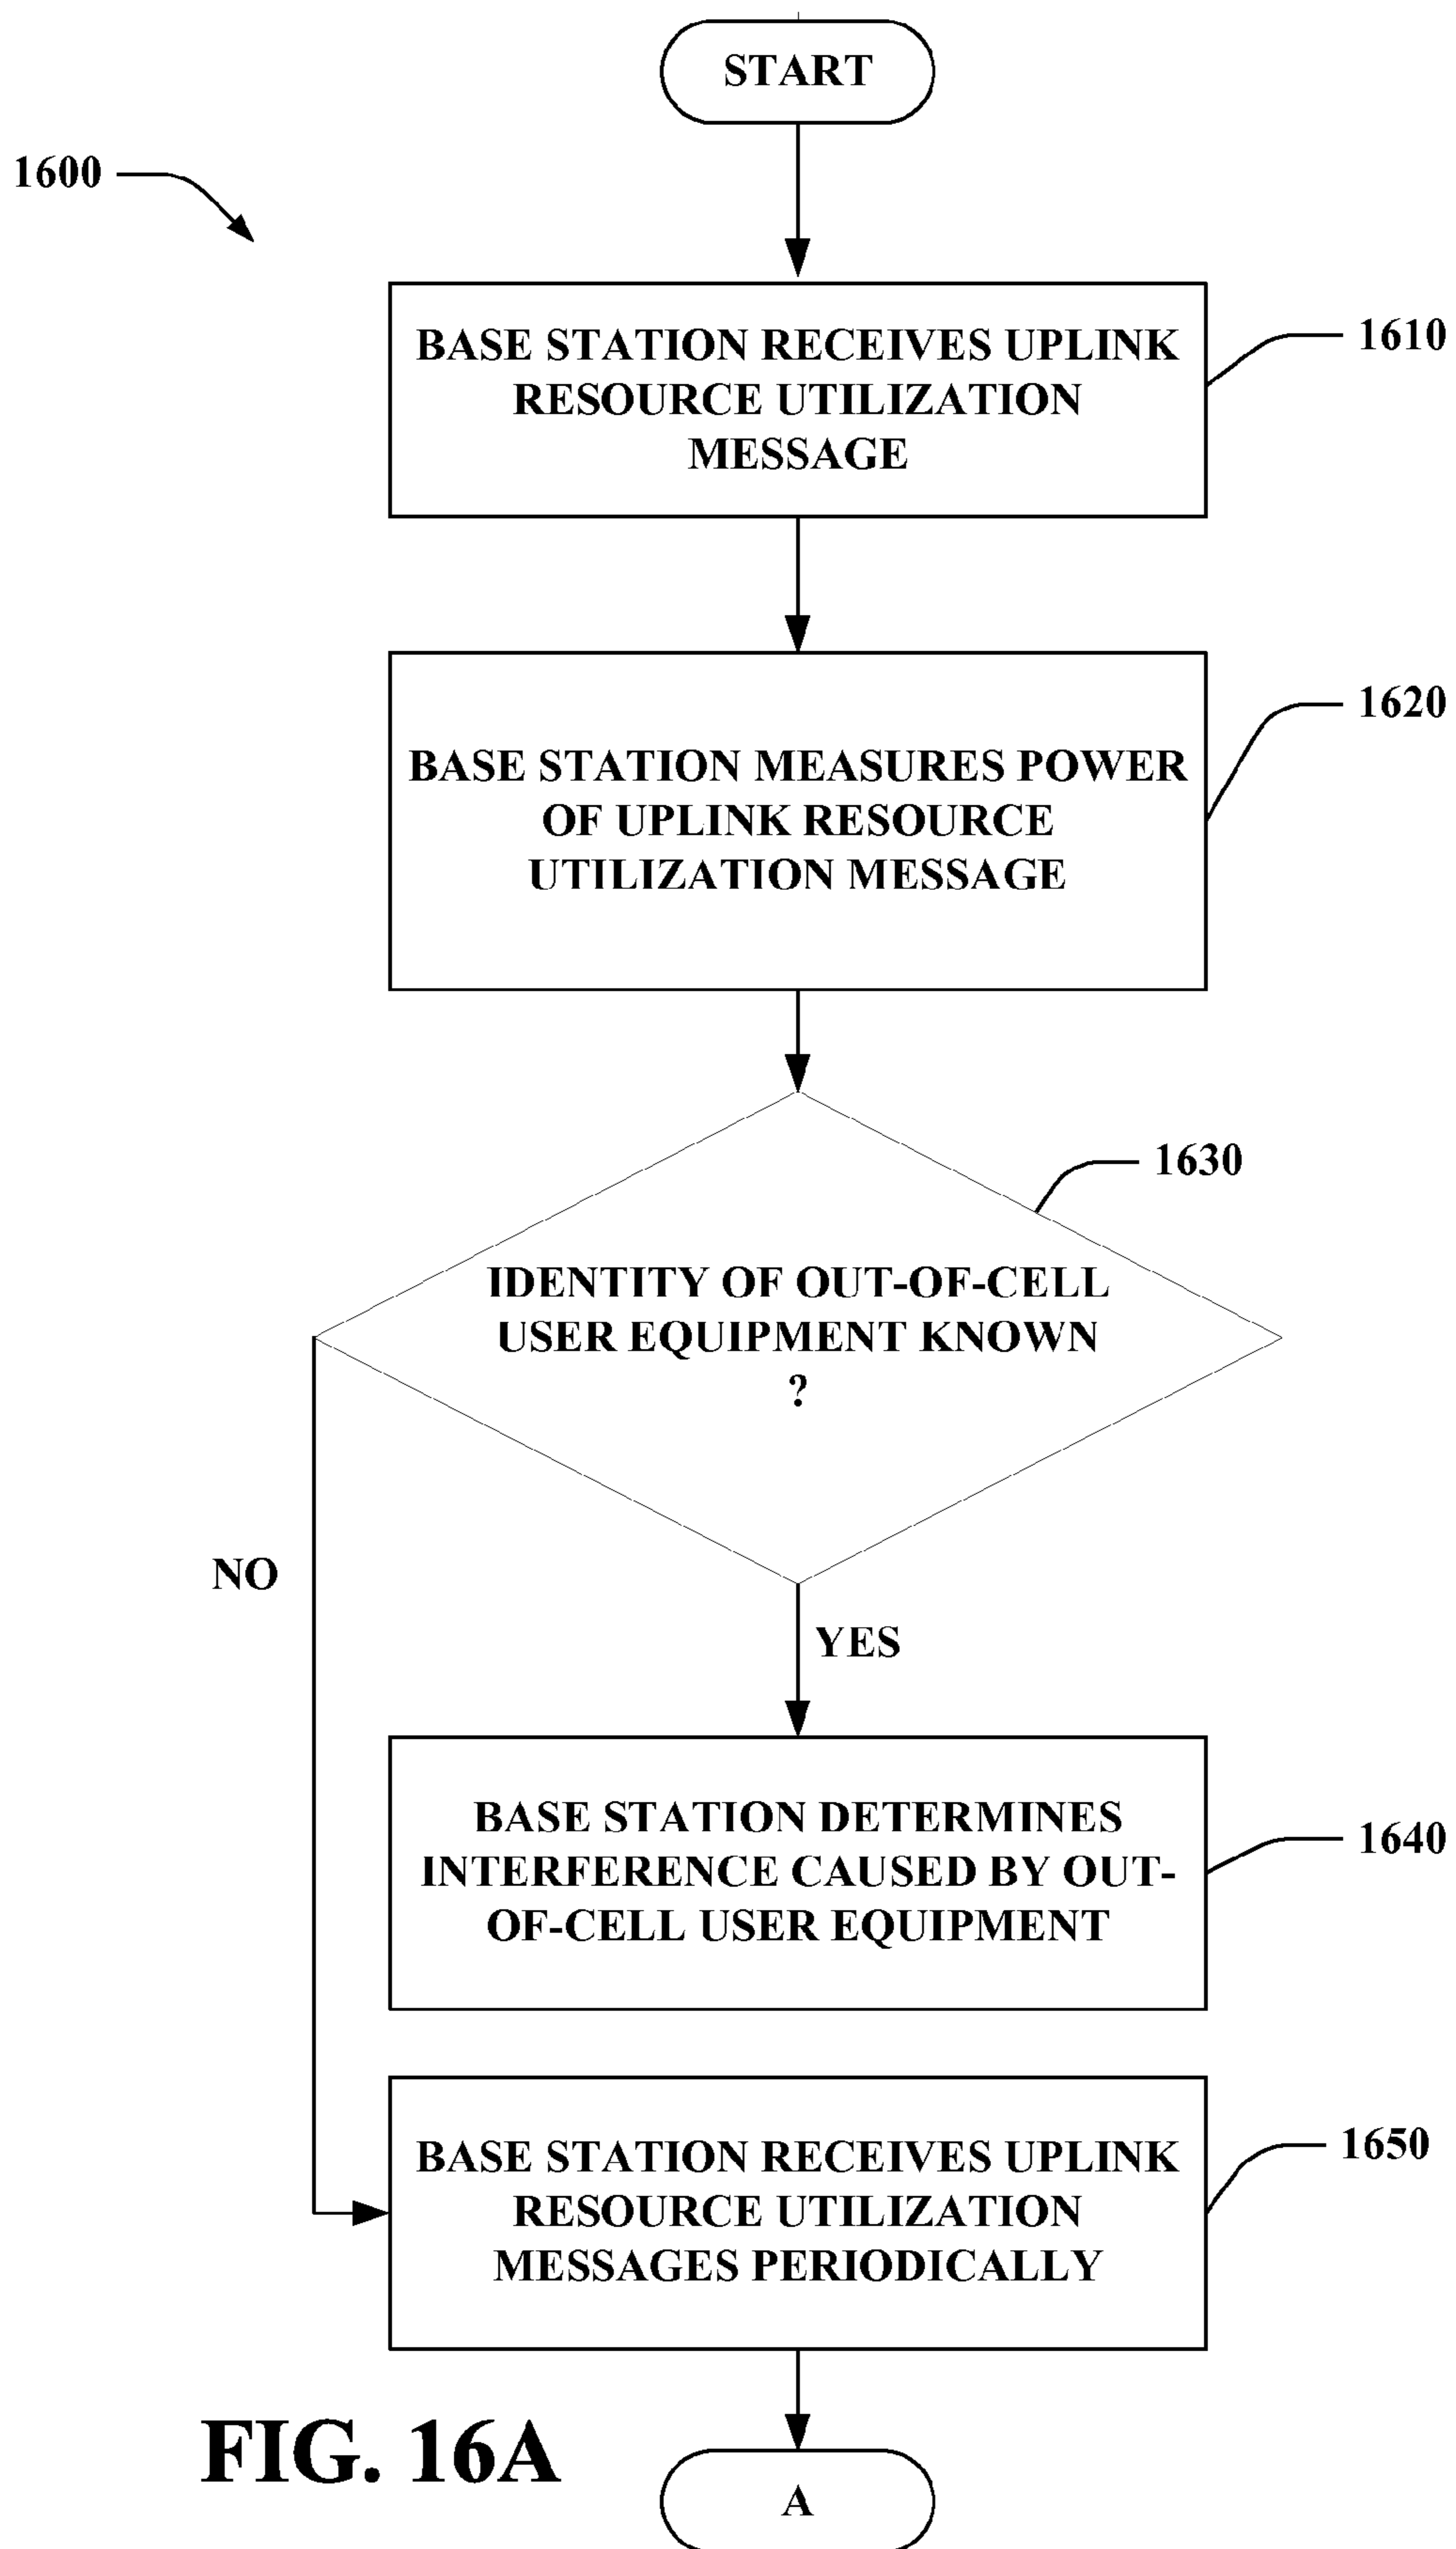 START
1600
BASE STATION RECEIVES UPLINK
RESOURCE UTILIZATION
MESSAGE
1610
BASE STATION MEASURES POWER
OF UPLINK RESOURCE
UTILIZATION MESSAGE
1620
1630
IDENTITY OF OUT-OF-CELL
USER EQUIPMENT KNOWN
?
NO
YES
BASE STATION DETERMINES
INTERFERENCE CAUSED BY OUT-
OF-CELL USER EQUIPMENT
1640
BASE STATION RECEIVES UPLINK
RESOURCE UTILIZATION
MESSAGES PERIODICALLY
1650
FIG. 16A
A